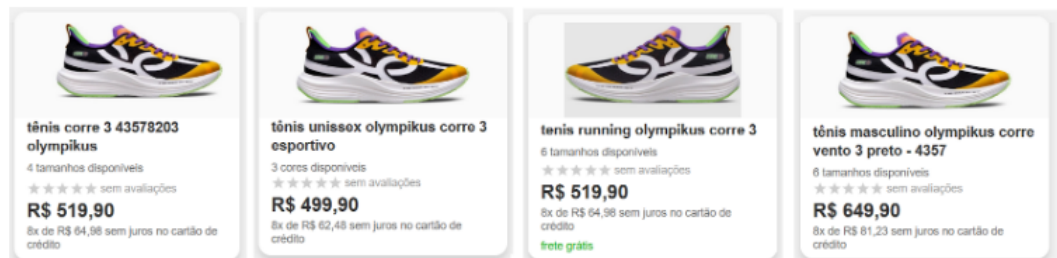 tênis corre 3 43578203
olympikus
4 tamanhos disponíveis
sem avaliações
R$ 519,90
8x de R$ 64,98 sem juros no cartão de
crédito
tênis unissex olympikus corre 3
esportivo
3 cores disponíveis
sem avaliações
R$ 499,90
8x de R$ 62,48 sem juros no cartão de
crédito
tenis running olympikus corre 3
6 tamanhos disponíveis
sem avaliações
R$ 519,90
8x de R$ 64,98 sem juros no cartão de
crédito
frete grátis
tênis masculino olympikus corre
vento 3 preto - 4357
6 tamanhos disponíveis
sem avaliações
R$ 649,90
8x de R$ 81,23 sem juros no cartão de
crédito